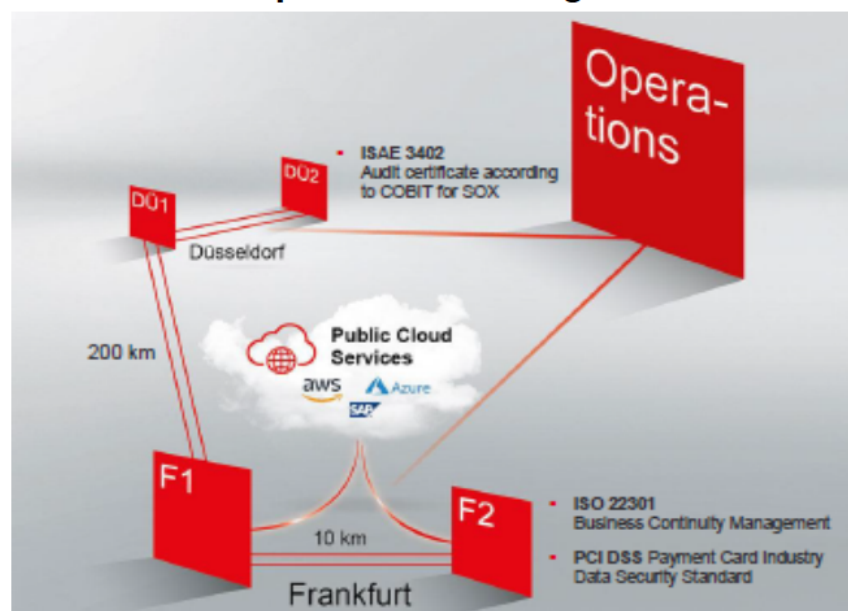 Opera-
tions
▪ ISAE 3402
Audit certificate according
to COBIT for SOX
DÜ2
DÜ1
Düsseldorf
200 km
Public Cloud
Services
aws
Azure
SAP
F1
F2
10 km
Frankfurt
▪ ISO 22301
Business Continuity Management
▪ PCI DSS Payment Card Industry
Data Security Standard